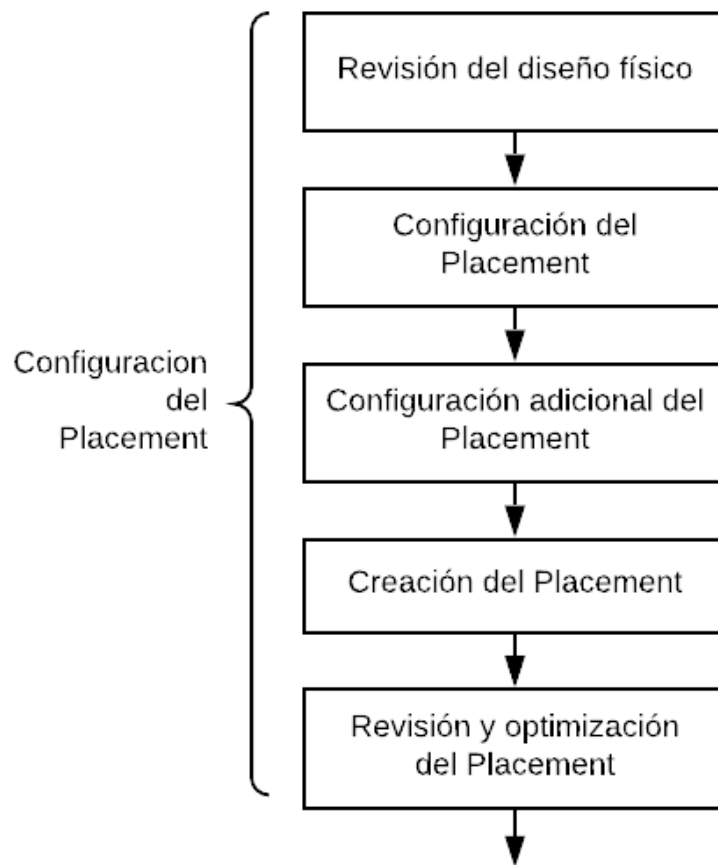 Revisión del diseño físico
Configuración del
Placement
Configuracion
del
Placement
Configuración adicional del
Placement
Creación del Placement
Revisión y optimización
del Placement